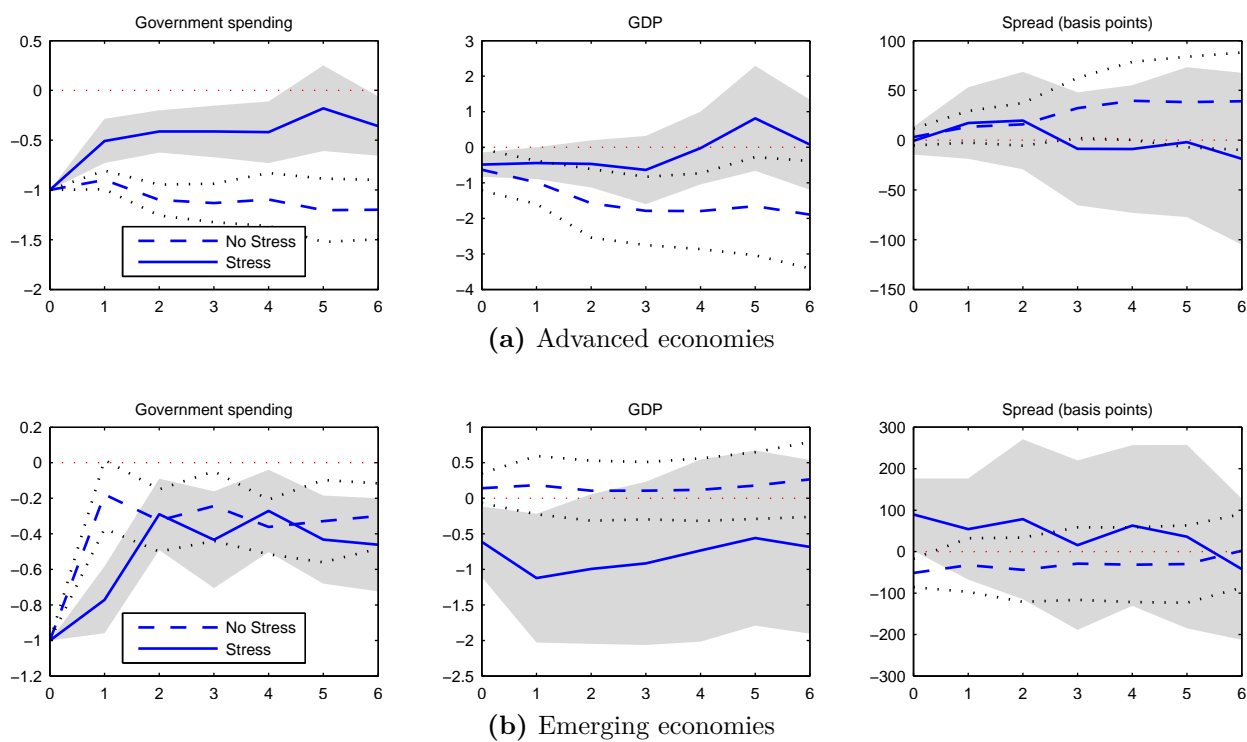 Government spending GDP Spread (basis points)
0.5 3 100
0 2 50
−0.5 1 0
−1 0 −50
−1.5 −1 −100
−2 −2 −150
−3
−4
No Stress
Stress
0 1 2 3 4 5 6 0 1 2 3 4 5 6 0 1 2 3 4 5 6
(a) Advanced economies
Government spending GDP Spread (basis points)
0.2 1 300
0 0.5 200
−0.2 0 100
−0.4 −0.5 0
−0.6 −1 −100
−0.8 −1.5 −200
−1 −2 −300
−1.2 −2.5
No Stress
Stress
0 1 2 3 4 5 6 0 1 2 3 4 5 6 0 1 2 3 4 5 6
(b) Emerging economies